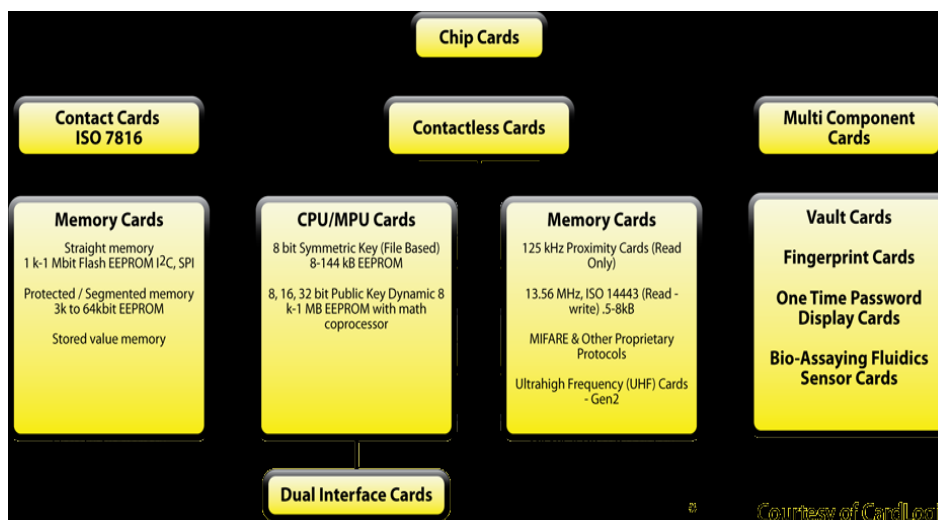 Chip Cards
Contact Cards
ISO 7816
Contactless Cards
Multi Component
Cards
Memory Cards
Straight memory
1 k-1 Mbit Flash EEPROM I²C, SPI
Protected / Segmented memory
3k to 64kbit EEPROM
Stored value memory
CPU/MPU Cards
8 bit Symmetric Key (File Based)
8-144 kB EEPROM
8, 16, 32 bit Public Key Dynamic 8
k-1 MB EEPROM with math
coprocessor
Memory Cards
125 kHz Proximity Cards (Read
Only)
13.56 MHz, ISO 14443 (Read -
write) .5-8kB
MIFARE & Other Proprietary
Protocols
Ultrahigh Frequency (UHF) Cards
- Gen2
Vault Cards
Fingerprint Cards
One Time Password
Display Cards
Bio-Assaying Fluidics
Sensor Cards
Dual Interface Cards
Courtesy of CardLogi